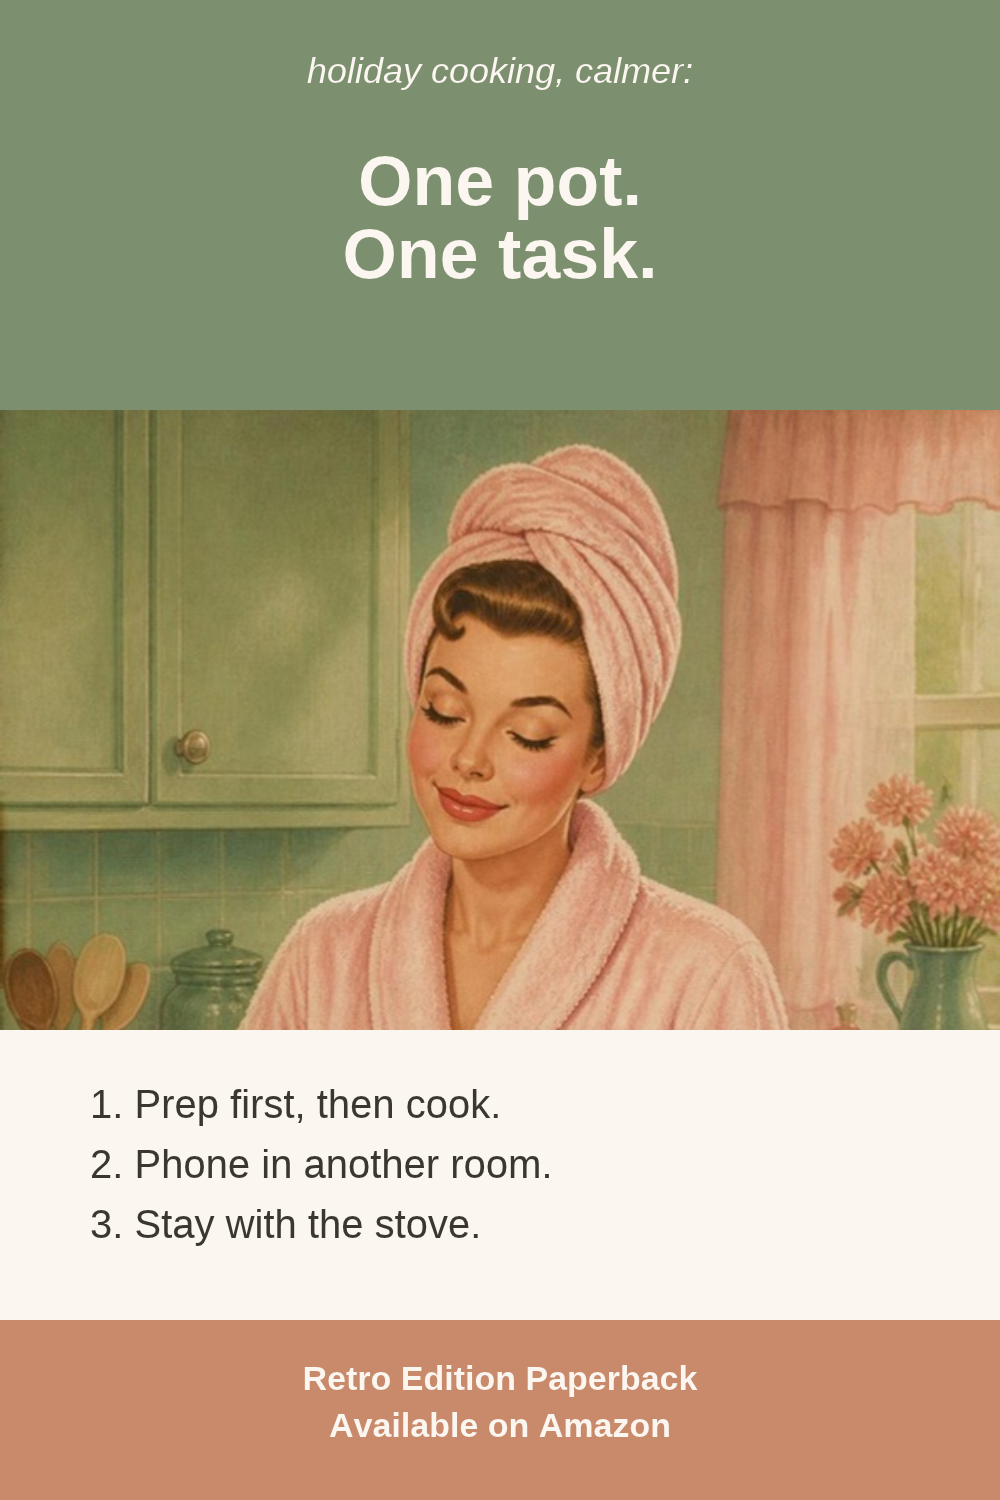 holiday cooking, calmer:
One pot.
One task.
1. Prep first, then cook.
2. Phone in another room.
3. Stay with the stove.
Retro Edition Paperback
Available on Amazon